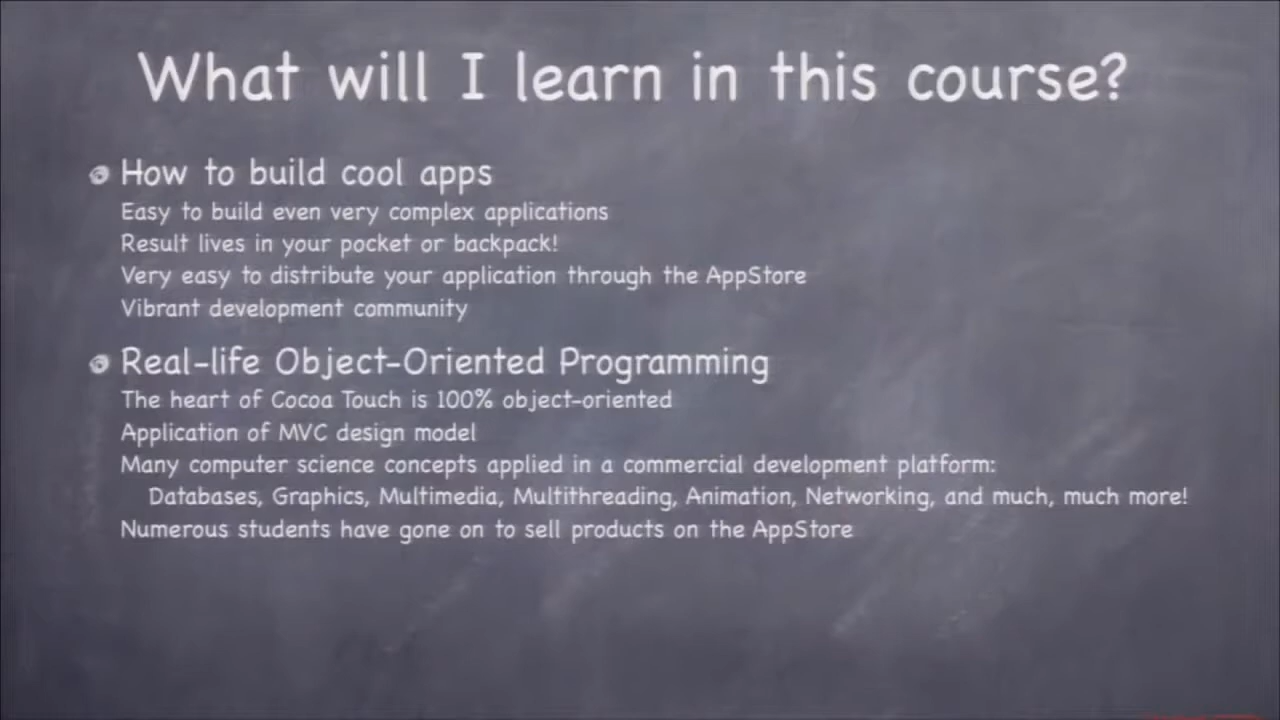 What will I learn in this course?
How to build cool apps
Easy to build even very complex applications
Result lives in your pocket or backpack!
Very easy to distribute your application through the AppStore
Vibrant development community
Real-life Object-Oriented Programming
The heart of Cocoa Touch is 100% object-oriented
Application of MVC design model
Many computer science concepts applied in a commercial development platform:
Databases, Graphics, Multimedia, Multithreading, Animation, Networking, and much, much more!
Numerous students have gone on to sell products on the AppStore